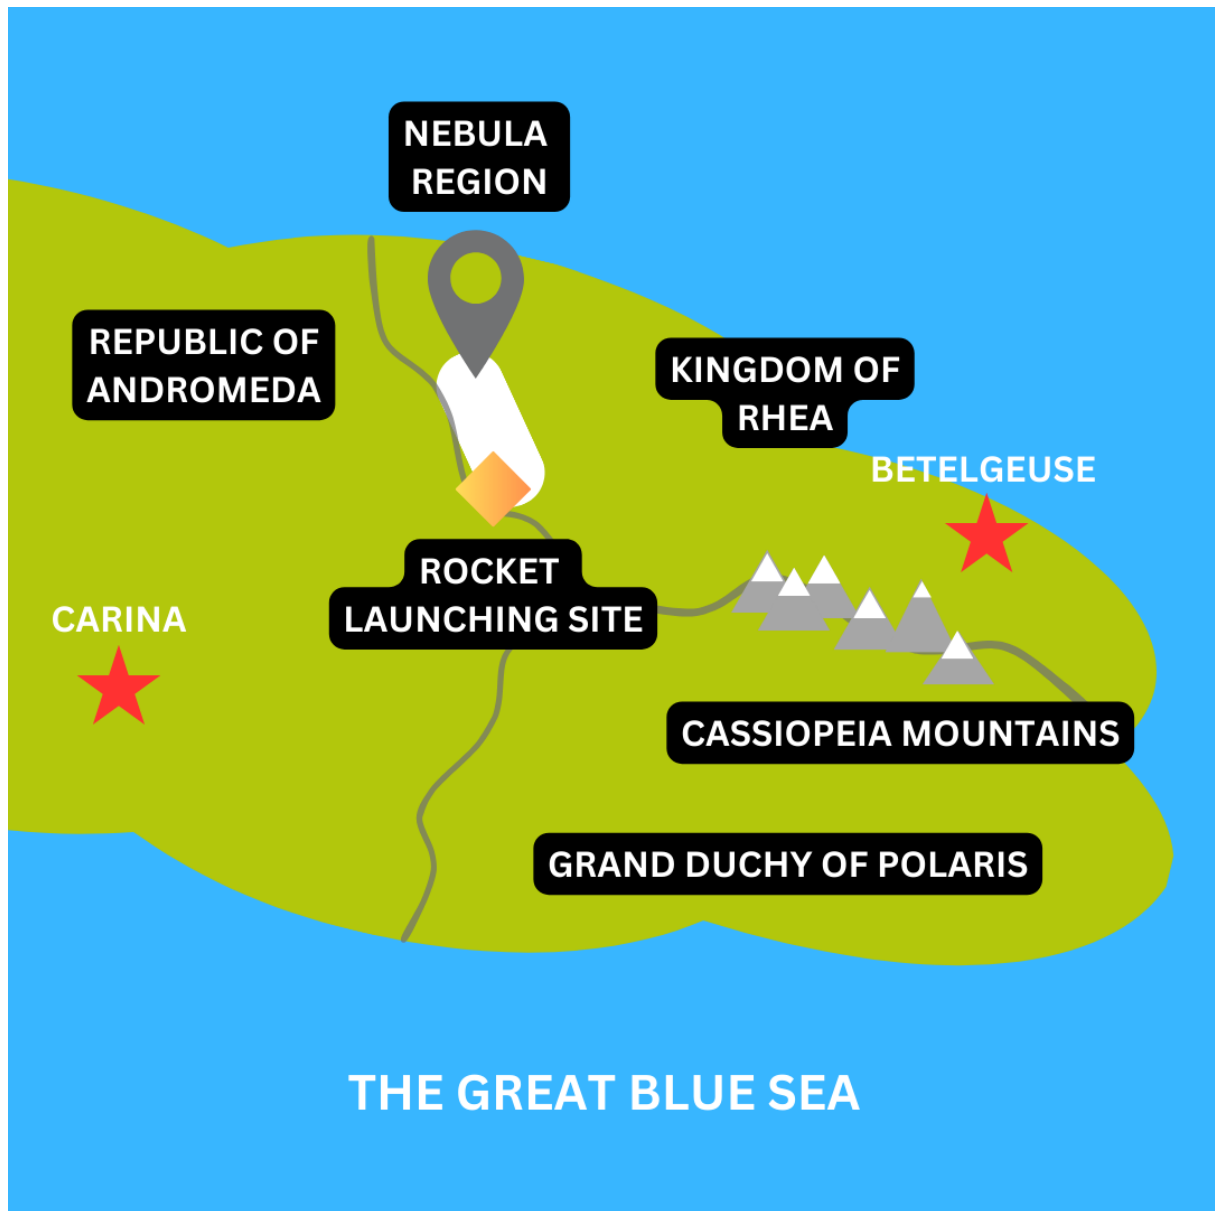 NEBULA
REGION
REPUBLIC OF
ANDROMEDA
KINGDOM OF
RHEA
BETELGEUSE
ROCKET
LAUNCHING SITE
CARINA
CASSIOPEIA MOUNTAINS
GRAND DUCHY OF POLARIS
THE GREAT BLUE SEA